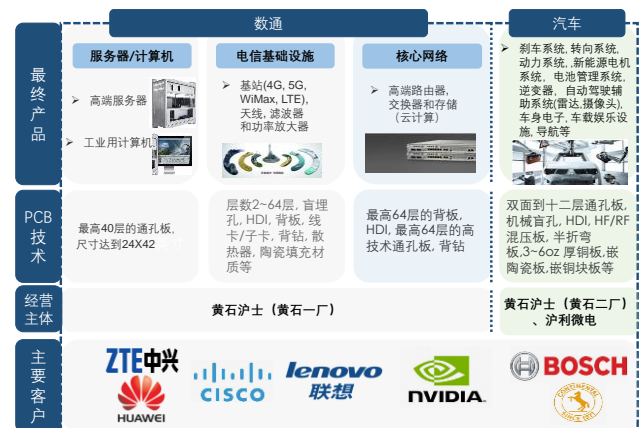 数通
汽车
最终产品
服务器/计算机
➢ 高端服务器
➢ 工业用计算机
电信基础设施
➢ 基站(4G, 5G,
WiMax, LTE),
天线, 滤波器
和功率放大器
核心网络
➢ 高端路由器,
交换器和存储
（云计算）
➢ 刹车系统, 转向系统,
动力系统, ,新能源电机
系统, 电池管理系统,
逆变器, 自动驾驶辅
助系统(雷达,摄像头),
车身电子, 车载娱乐设
施, 导航等
PCB
技术
最高40层的通孔板,
尺寸达到24X42
层数2~64层, 盲埋
孔, HDI, 背板, 线
卡/子卡, 背钻, 散
热器, 陶瓷填充材
质等
最高64层的背板,
HDI, 最高64层的高
技术通孔板, 背钻
双面到十二层通孔板,
机械盲孔, HDI, HF/RF
混压板, 半折弯
板,3~6oz 厚铜板,嵌
陶瓷板,嵌铜块板等
经营
主体
黄石沪士（黄石一厂）
黄石沪士（黄石二厂）
、沪利微电
主要客户
ZTE中兴
HUAWEI
CISCO
lenovo
联想
NVIDIA.
BOSCH
CONTINENTAL
SINCE 1871